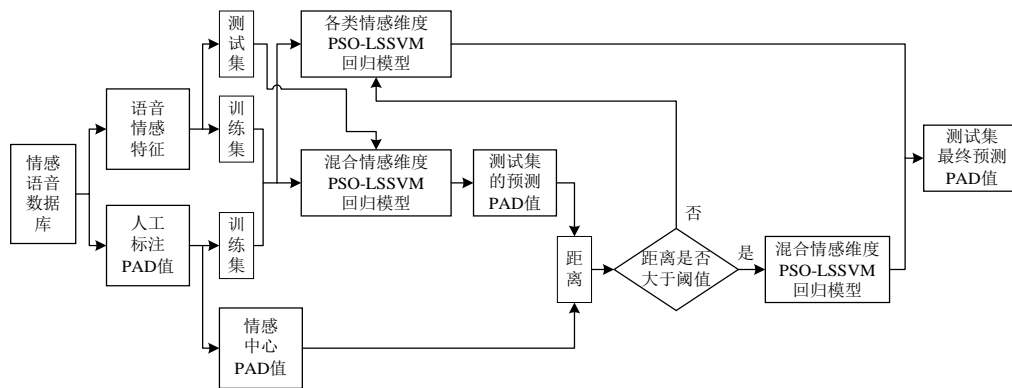 情感
语音
数据
库
语音
情感
特征
人工
标注
PAD值
测
试
集
训
练
集
训
练
集
情感
中心
PAD值
各类情感维度
PSO-LSSVM
回归模型
混合情感维度
PSO-LSSVM
回归模型
测试集
的预测
PAD值
距
离
距离是否
大于阈值
否
是
混合情感维度
PSO-LSSVM
回归模型
测试集
最终预测
PAD值